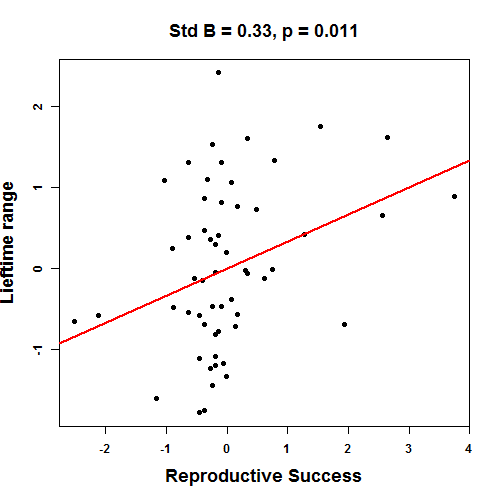 Std B = 0.33, p = 0.011
Lieftime range
2
1
0
-1
-2 -1 0 1 2 3 4
Reproductive Success